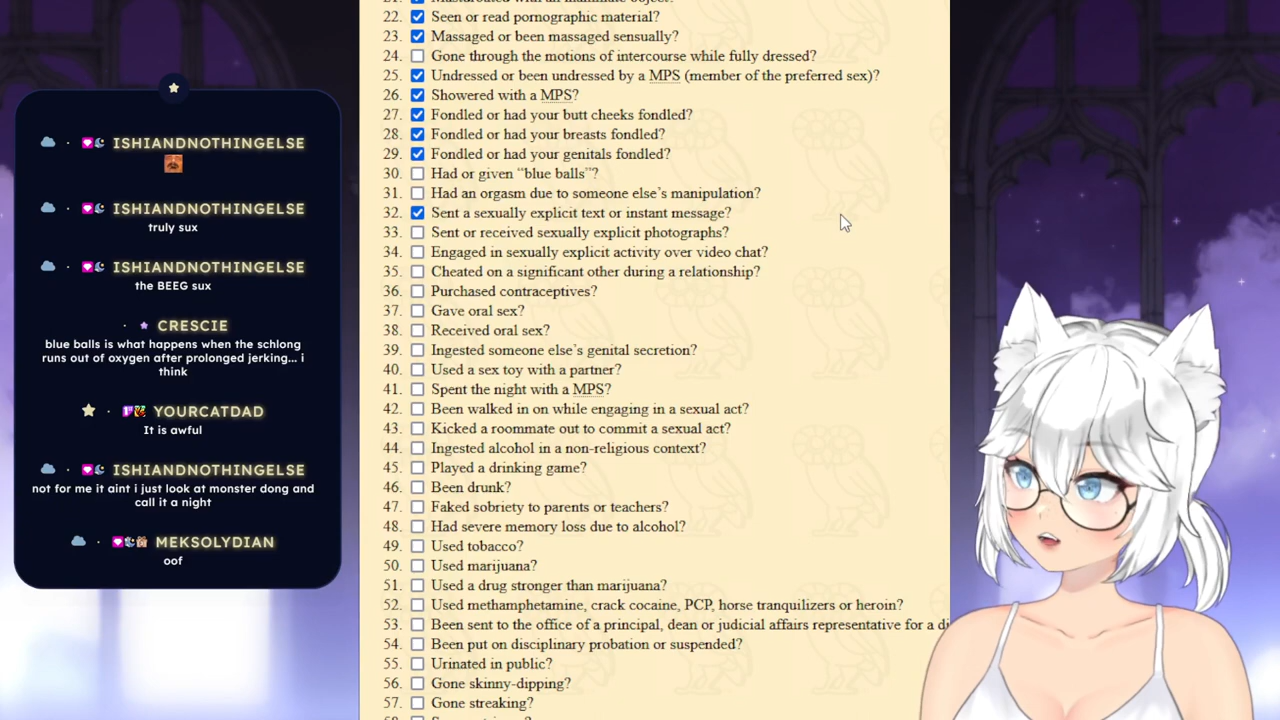 ISHIANDNOTHINGELSE
ISHIANDNOTHINGELSE
truly sux
ISHIANDNOTHINGELSE
the BEEG sux
CRESCIE
blue balls is what happens when the schlong
runs out of oxygen after prolonged jerking... i
think
YOURCATDAD
It is awful
ISHIANDNOTHINGELSE
not for me it aint i just look at monster dong and
call it a night
MEKSOLYDIAN
oof
22. Seen or read pornographic material?
23. Massaged or been massaged sensually?
24. Gone through the motions of intercourse while fully dressed?
25. Undressed or been undressed by a MPS (member of the preferred sex)?
26. Showered with a MPS?
27. Fondled or had your butt cheeks fondled?
28. Fondled or had your breasts fondled?
29. Fondled or had your genitals fondled?
30. Had or given “blue balls”?
31. Had an orgasm due to someone else’s manipulation?
32. Sent a sexually explicit text or instant message?
33. Sent or received sexually explicit photographs?
34. Engaged in sexually explicit activity over video chat?
35. Cheated on a significant other during a relationship?
36. Purchased contraceptives?
37. Gave oral sex?
38. Received oral sex?
39. Ingested someone else’s genital secretion?
40. Used a sex toy with a partner?
41. Spent the night with a MPS?
42. Been walked in on while engaging in a sexual act?
43. Kicked a roommate out to commit a sexual act?
44. Ingested alcohol in a non-religious context?
45. Played a drinking game?
46. Been drunk?
47. Faked sobriety to parents or teachers?
48. Had severe memory loss due to alcohol?
49. Used tobacco?
50. Used marijuana?
51. Used a drug stronger than marijuana?
52. Used methamphetamine, crack cocaine, PCP, horse tranquilizers or heroin?
53. Been sent to the office of a principal, dean or judicial affairs representative for a di
54. Been put on disciplinary probation or suspended?
55. Urinated in public?
56. Gone skinny-dipping?
57. Gone streaking?